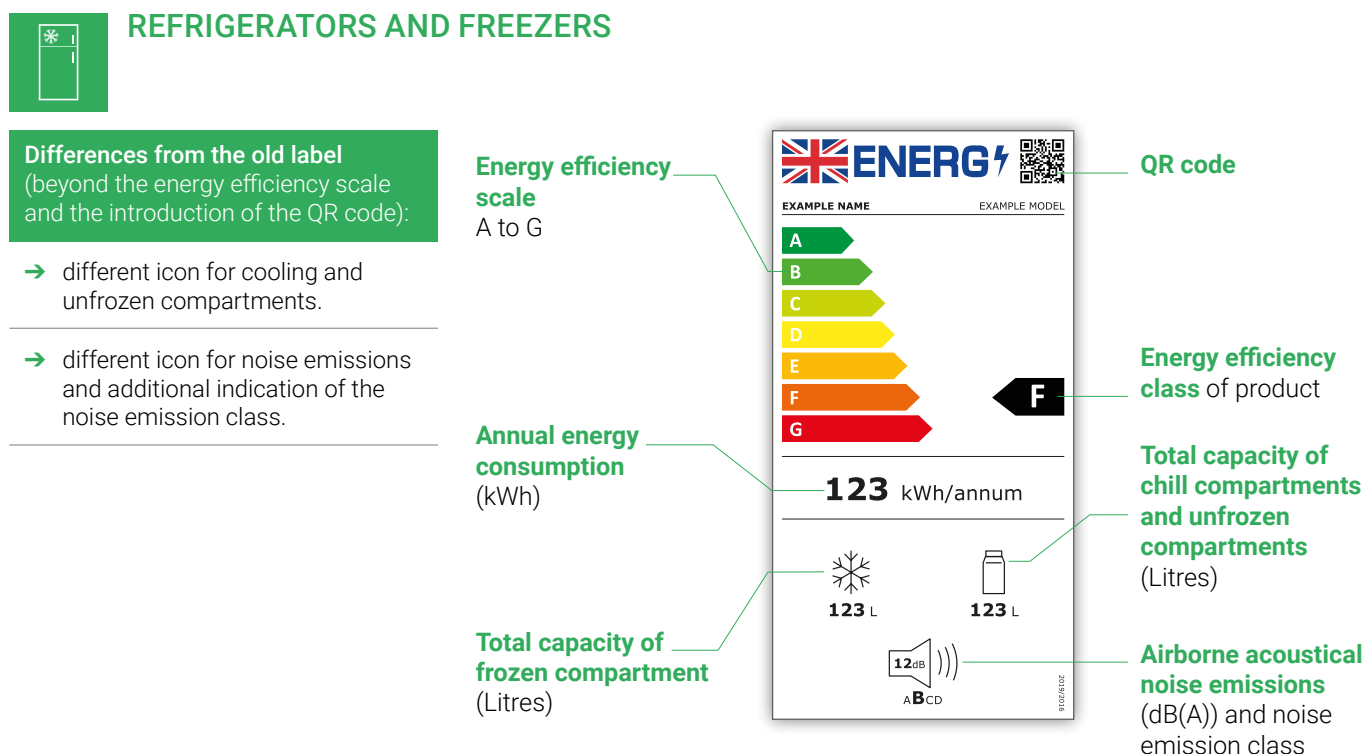 REFRIGERATORS AND FREEZERS
Differences from the old label
(beyond the energy efficiency scale
and the introduction of the QR code):
➔ different icon for cooling and
unfrozen compartments.
➔ different icon for noise emissions
and additional indication of the
noise emission class.
Energy efficiency
scale
A to G
Annual energy
consumption
(kWh)
Total capacity of
frozen compartment
(Litres)
ENERG
EXAMPLE NAME EXAMPLE MODEL
A
B
C
D
E
F
F
G
123 kWh/annum
123 L
123 L
12dB
ABCD
2019/2016
QR code
Energy efficiency
class of product
Total capacity of
chill compartments
and unfrozen
compartments
(Litres)
Airborne acoustical
noise emissions
(dB(A)) and noise
emission class